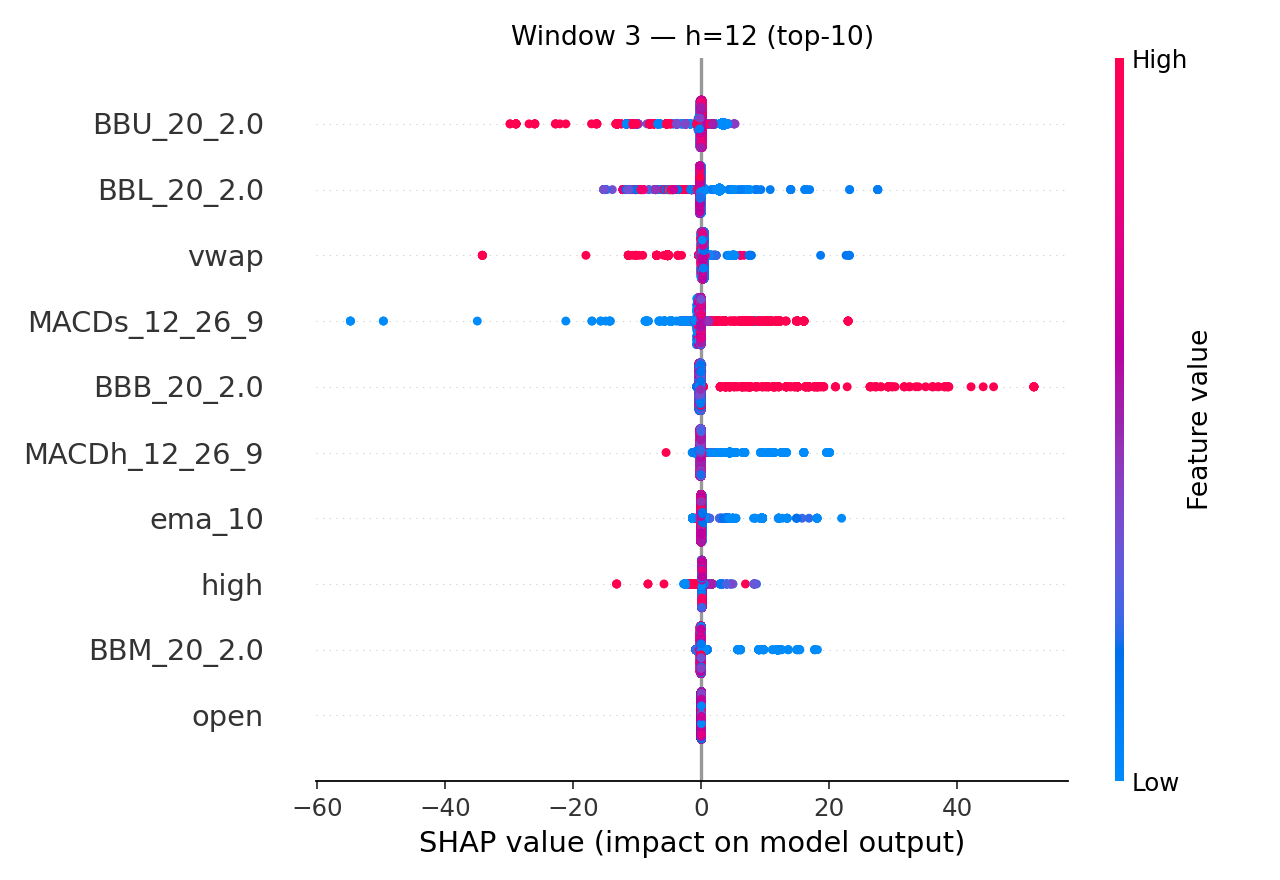 Window 3 — h=12 (top-10)
High
BBU_20_2.0
BBL_20_2.0
vwap
MACDs_12_26_9
BBB_20_2.0
MACDh_12_26_9
ema_10
high
BBM_20_2.0
open
Feature value
Low
−60 −40 −20 0 20 40
SHAP value (impact on model output)